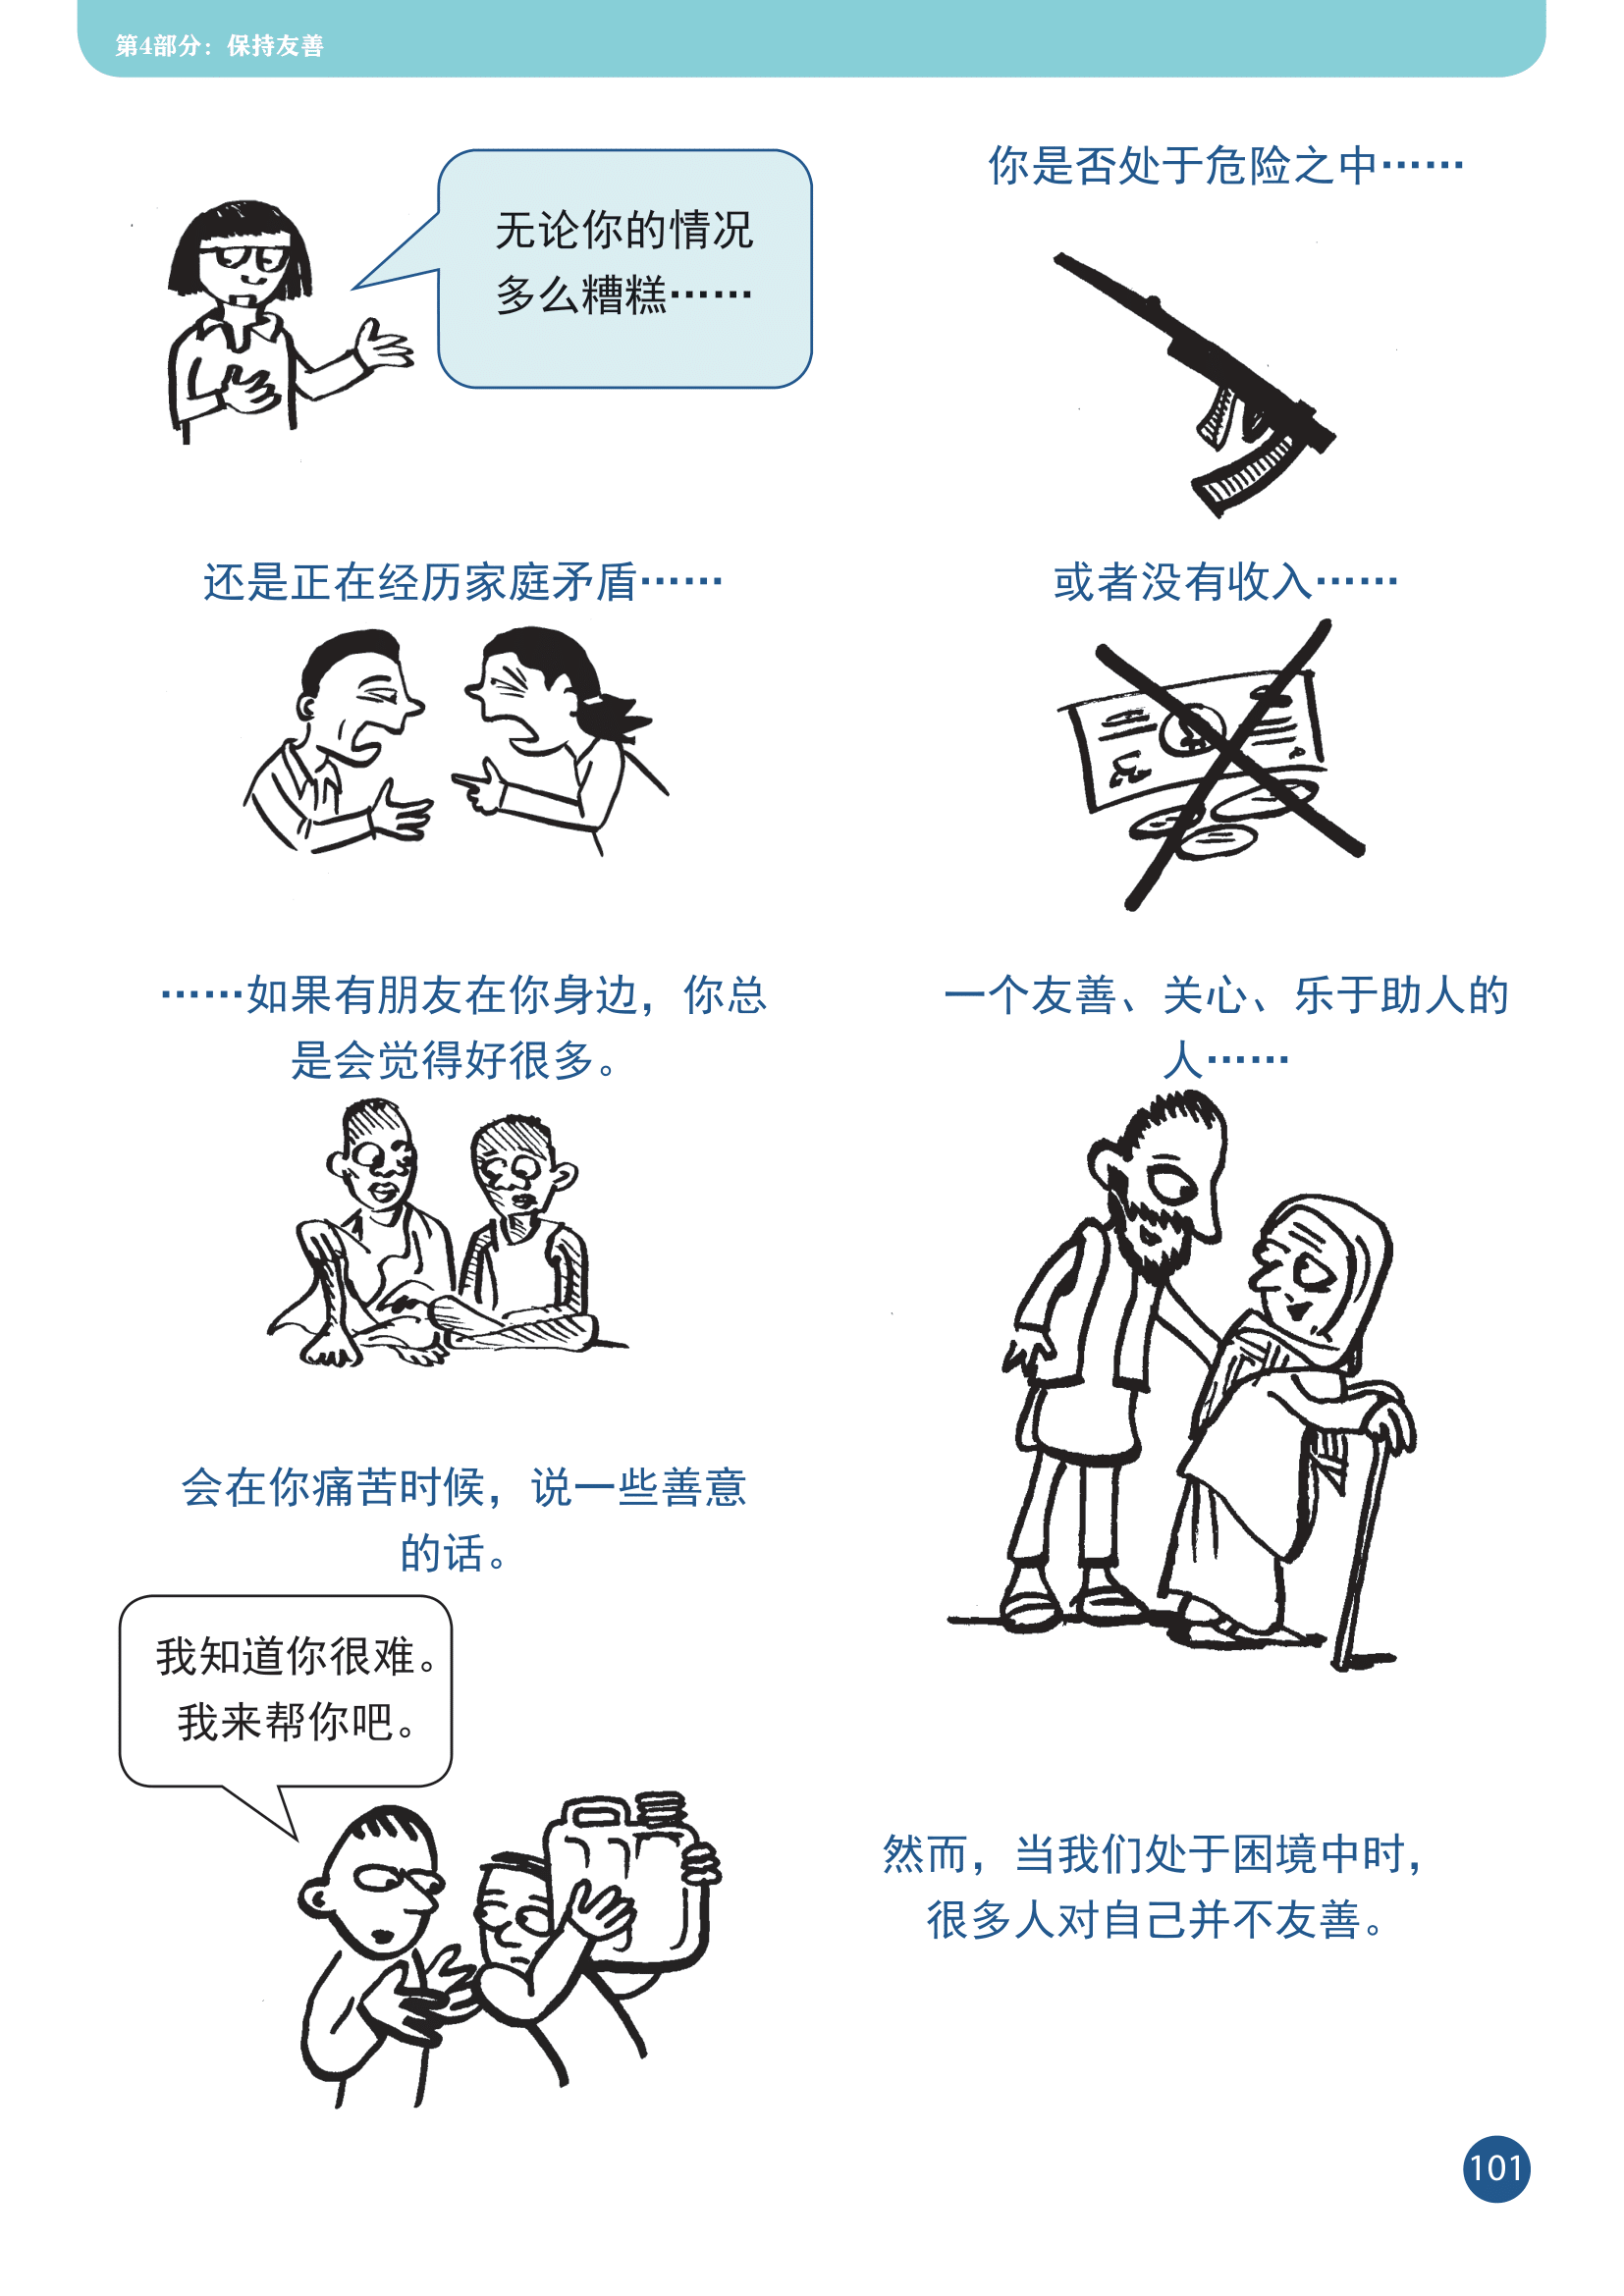 第4部分：保持友善
无论你的情况
多么糟糕……
你是否处于危险之中……
还是正在经历家庭矛盾……
或者没有收入……
……如果有朋友在你身边，你总
是会觉得好很多。
一个友善、关心、乐于助人的
人……
会在你痛苦时候，说一些善意
的话。
我知道你很难。
我来帮你吧。
然而，当我们处于困境中时，
很多人对自己并不友善。
101